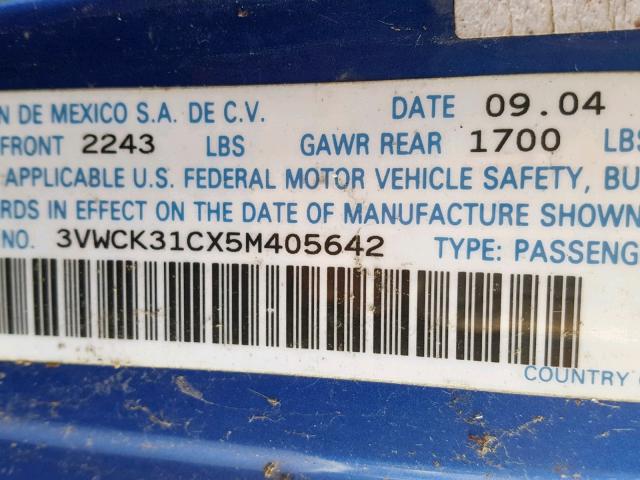 N DE MEXICO S.A. DE C.V. DATE 09.04
FRONT 2243 LBS GAWR REAR 1700 LBS
APPLICABLE U.S. FEDERAL MOTOR VEHICLE SAFETY, BU
RDS IN EFFECT ON THE DATE OF MANUFACTURE SHOWN
NO. 3VWCK31CX5M405642 TYPE: PASSENG
COUNTRY